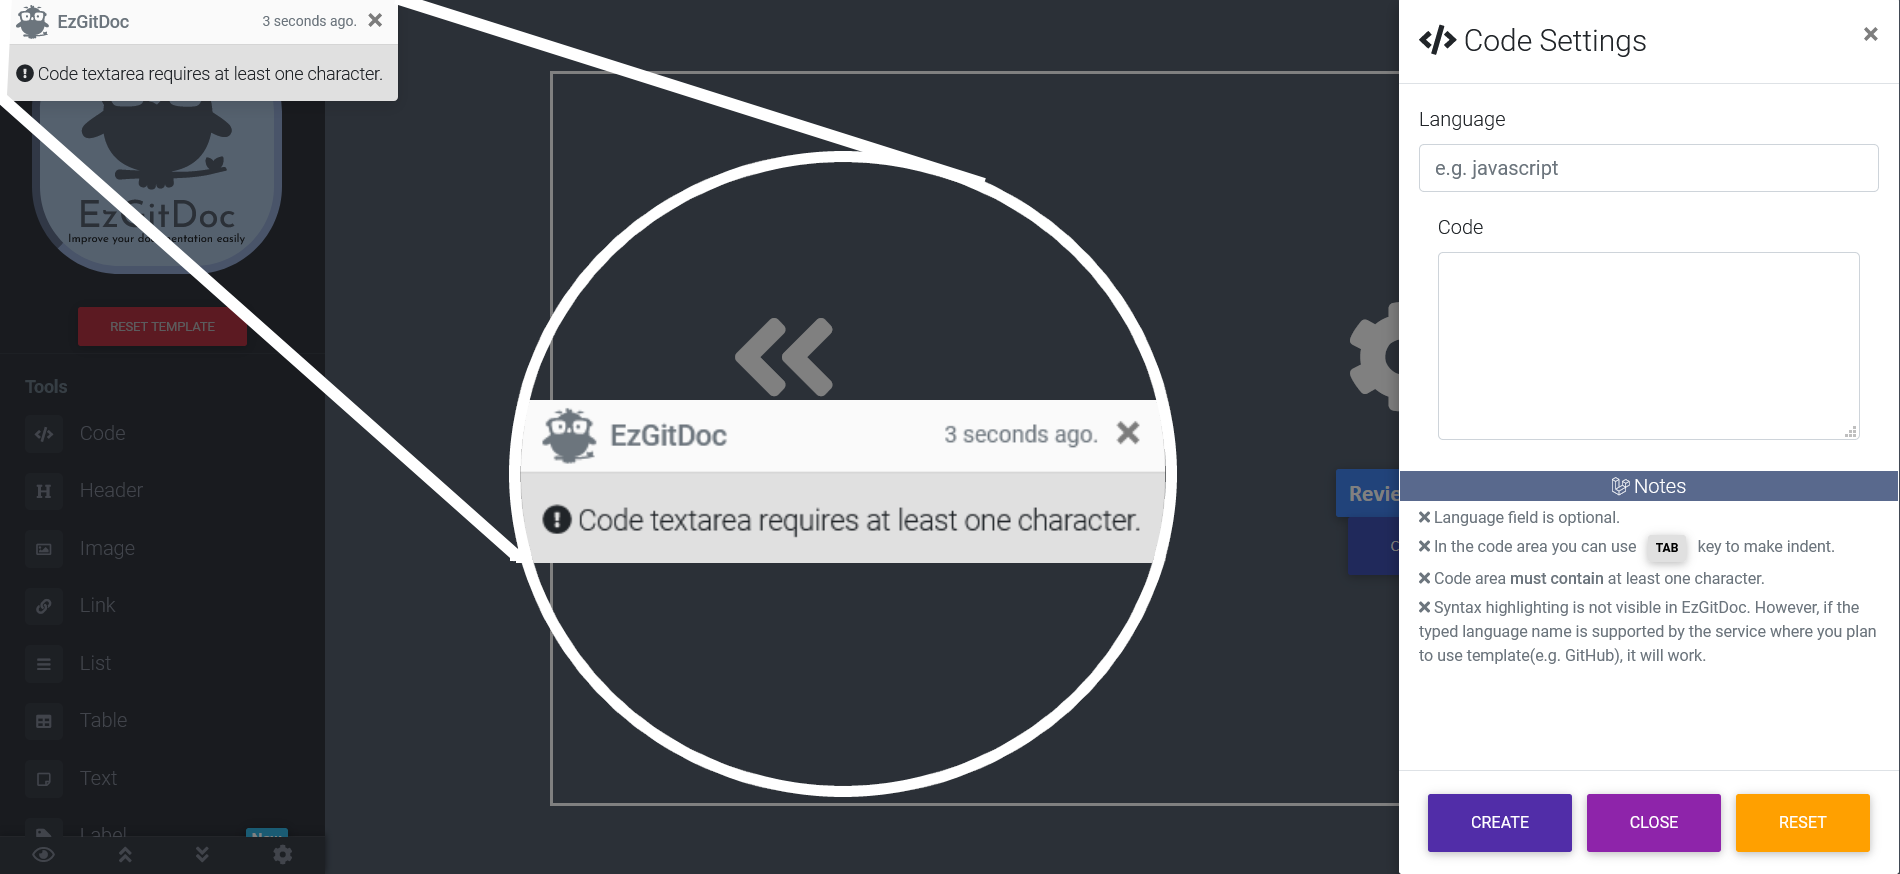 EzGitDoc 3 seconds ago.
Code textarea requires at least one character.
EzGitDoc
Improve your documentation easily
RESET TEMPLATE
Tools
Code
Header
Image
Link
List
Table
Text
Label New
EzGitDoc 3 seconds ago.
Code textarea requires at least one character.
Code Settings
Language
e.g. javascript
Code
Notes
Language field is optional.
In the code area you can use TAB key to make indent.
Code area must contain at least one character.
Syntax highlighting is not visible in EzGitDoc. However, if the
typed language name is supported by the service where you plan
to use template(e.g. GitHub), it will work.
CREATE CLOSE RESET